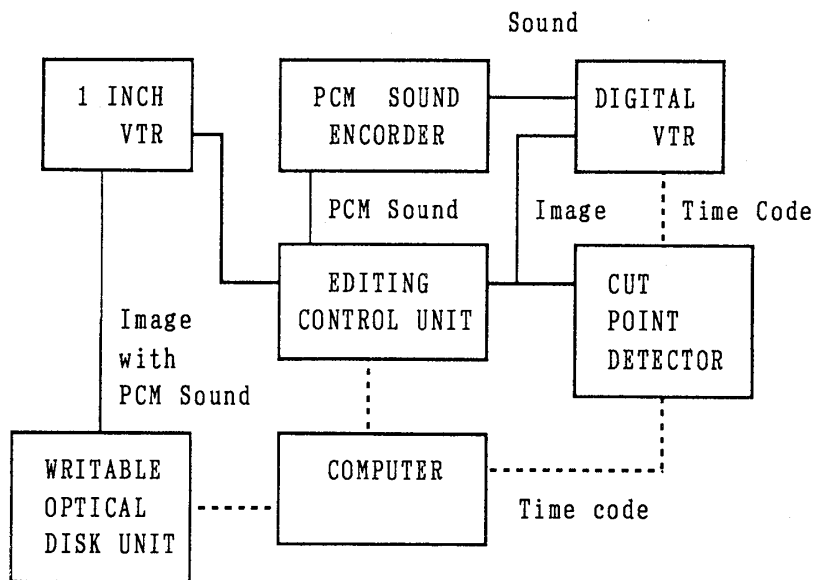 Sound
1 INCH
VTR
PCM SOUND
ENCORDER
DIGITAL
VTR
PCM Sound
Image
Time Code
EDITING
CONTROL UNIT
CUT
POINT
DETECTOR
Image
with
PCM Sound
WRITABLE
OPTICAL
DISK UNIT
COMPUTER
Time code